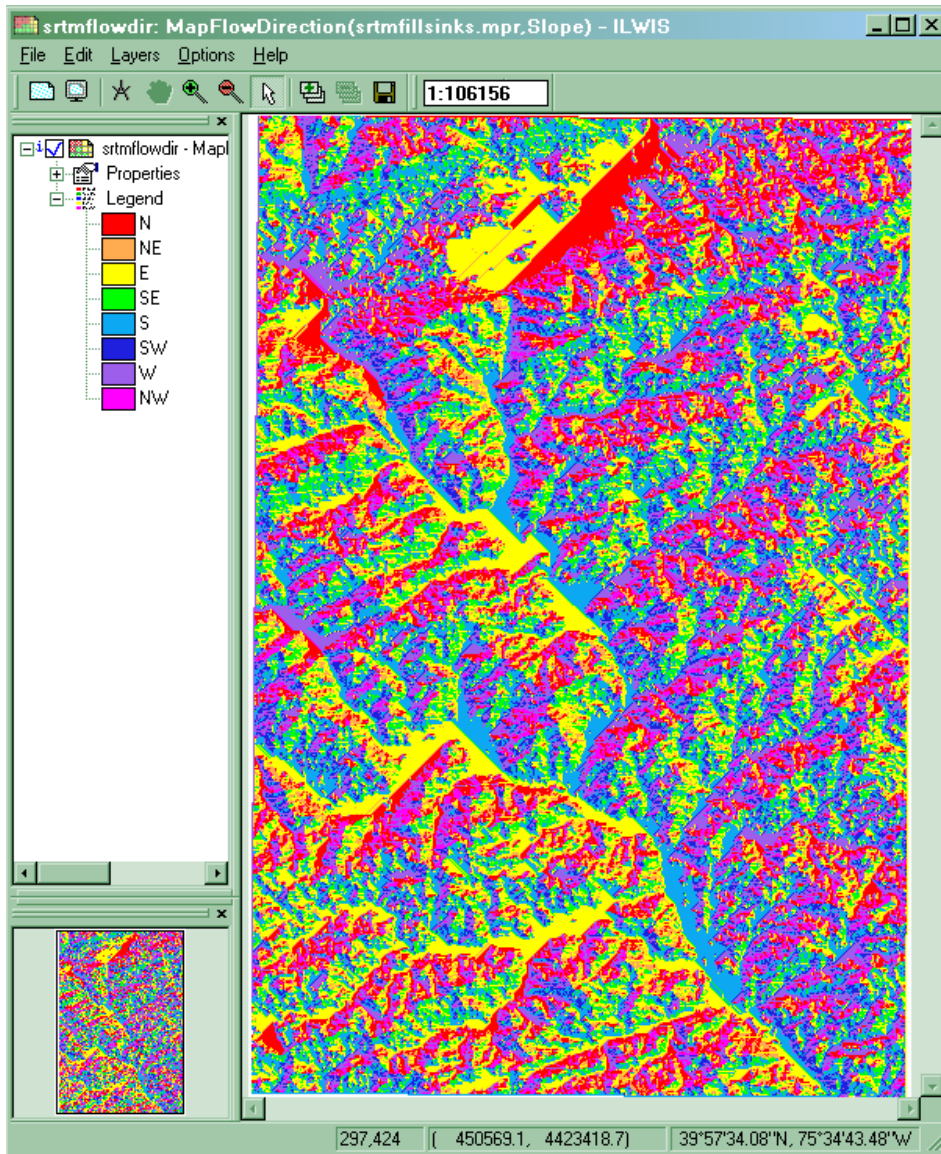 srtmflowdir: MapFlowDirection(srtmfillsinks.mpr,Slope) - ILWIS
File Edit Layers Options Help
1:106156
srtmflowdir - Mapl
Properties
Legend
N
NE
E
SE
S
SW
W
NW
297,424 ( 450569.1, 4423418.7) 39°57'34.08"N, 75°34'43.48"W